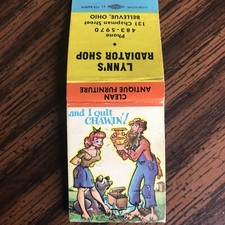 LYNN'S
RADIATOR SHOP
•
Phone
483-5970
131 Chapman Street
BELLEVUE, OHIO
CLEAN
ANTIQUE FURNITURE
and I quit
CHAWIN'!